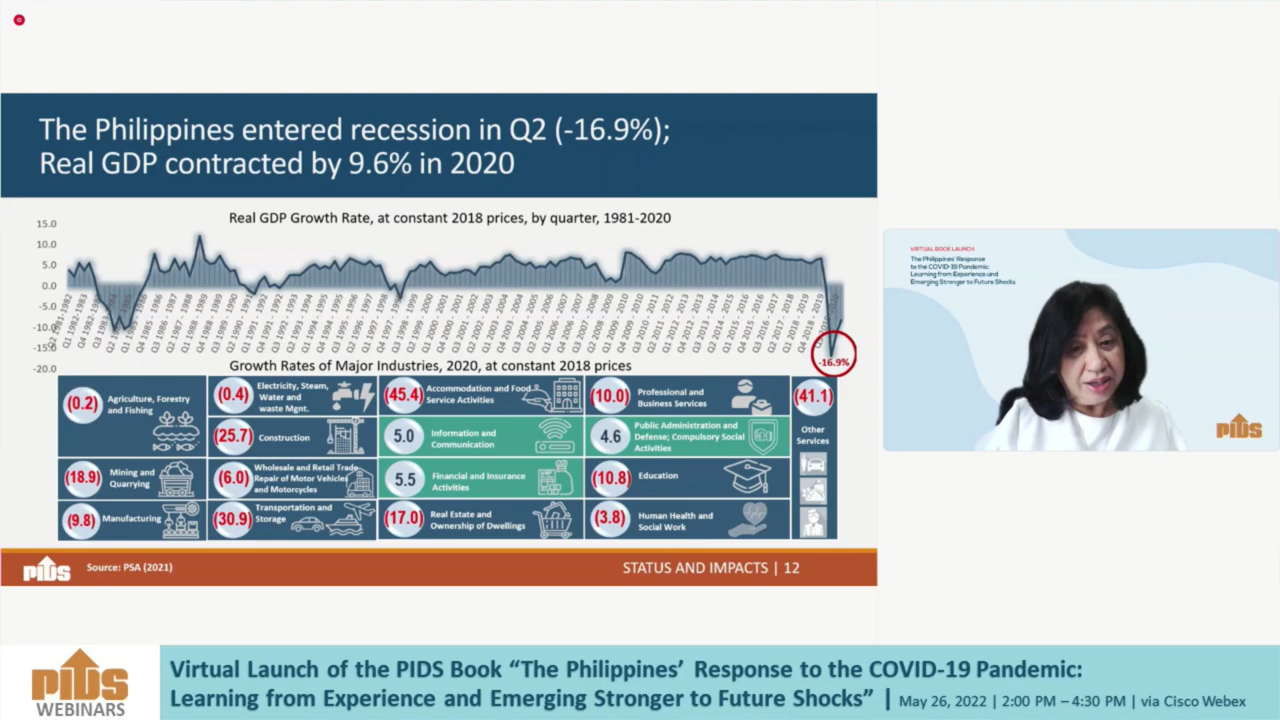 The Philippines entered recession in Q2 (-16.9%);
Real GDP contracted by 9.6% in 2020
Real GDP Growth Rate, at constant 2018 prices, by quarter, 1981-2020
15.0
10.0
5.0
0.0
-5.0
-10.0
-15.0
-20.0
-16.9%
Growth Rates of Major Industries, 2020, at constant 2018 prices
(0.2)
Agriculture, Forestry
and Fishing
(0.4)
Electricity, Steam,
Water and
waste Mgnt.
(45.4)
Accommodation and Food
Service Activities
(10.0)
Professional and
Business Services
(41.1)
Other
Services
(25.7)
Construction
5.0
Information and
Communication
4.6
Public Administration and
Defense; Compulsory Social
Activities
(18.9)
Mining and
Quarrying
(6.0)
Wholesale and Retail Trade
Repair of Motor Vehicles
and Motorcycles
5.5
Financial and Insurance
Activities
(10.8)
Education
(9.8)
Manufacturing
(30.9)
Transportation and
Storage
(17.0)
Real Estate and
Ownership of Dwellings
(3.8)
Human Health and
Social Work
PIDS
Source: PSA (2021)
STATUS AND IMPACTS | 12
VIRTUAL BOOK LAUNCH
The Philippines' Response
to the COVID-19 Pandemic:
Learning from Experience and
Emerging Stronger to Future Shocks
PIDS
PIDS
WEBINARS
Virtual Launch of the PIDS Book “The Philippines’ Response to the COVID-19 Pandemic:
Learning from Experience and Emerging Stronger to Future Shocks” | May 26, 2022 | 2:00 PM – 4:30 PM | via Cisco Webex